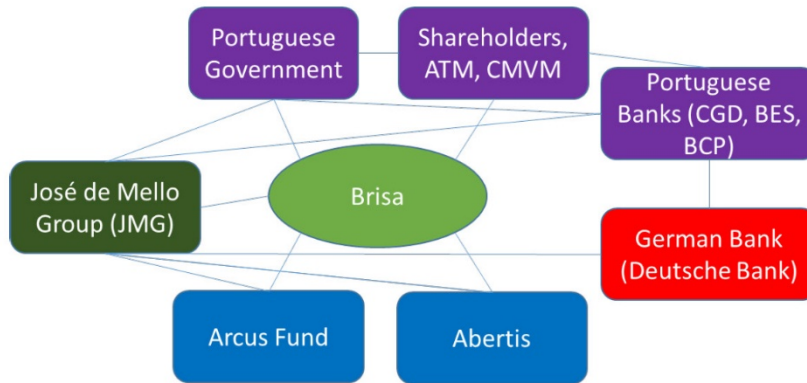 Portuguese
Government
Shareholders,
ATM, CMVM
Portuguese
Banks (CGD, BES,
BCP)
José de Mello
Group (JMG)
Brisa
German Bank
(Deutsche Bank)
Arcus Fund
Abertis